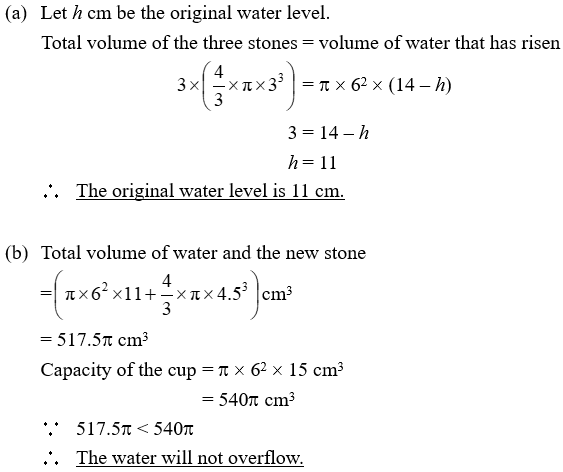 (a) Let h cm be the original water level.
Total volume of the three stones = volume of water that has risen
3×(4/3×π×3³) = π × 6² × (14 – h)
3 = 14 – h
h = 11
∴ The original water level is 11 cm.
(b) Total volume of water and the new stone
=(π×6²×11+4/3×π×4.5³)cm³
= 517.5π cm³
Capacity of the cup = π × 6² × 15 cm³
= 540π cm³
∵ 517.5π < 540π
∴ The water will not overflow.